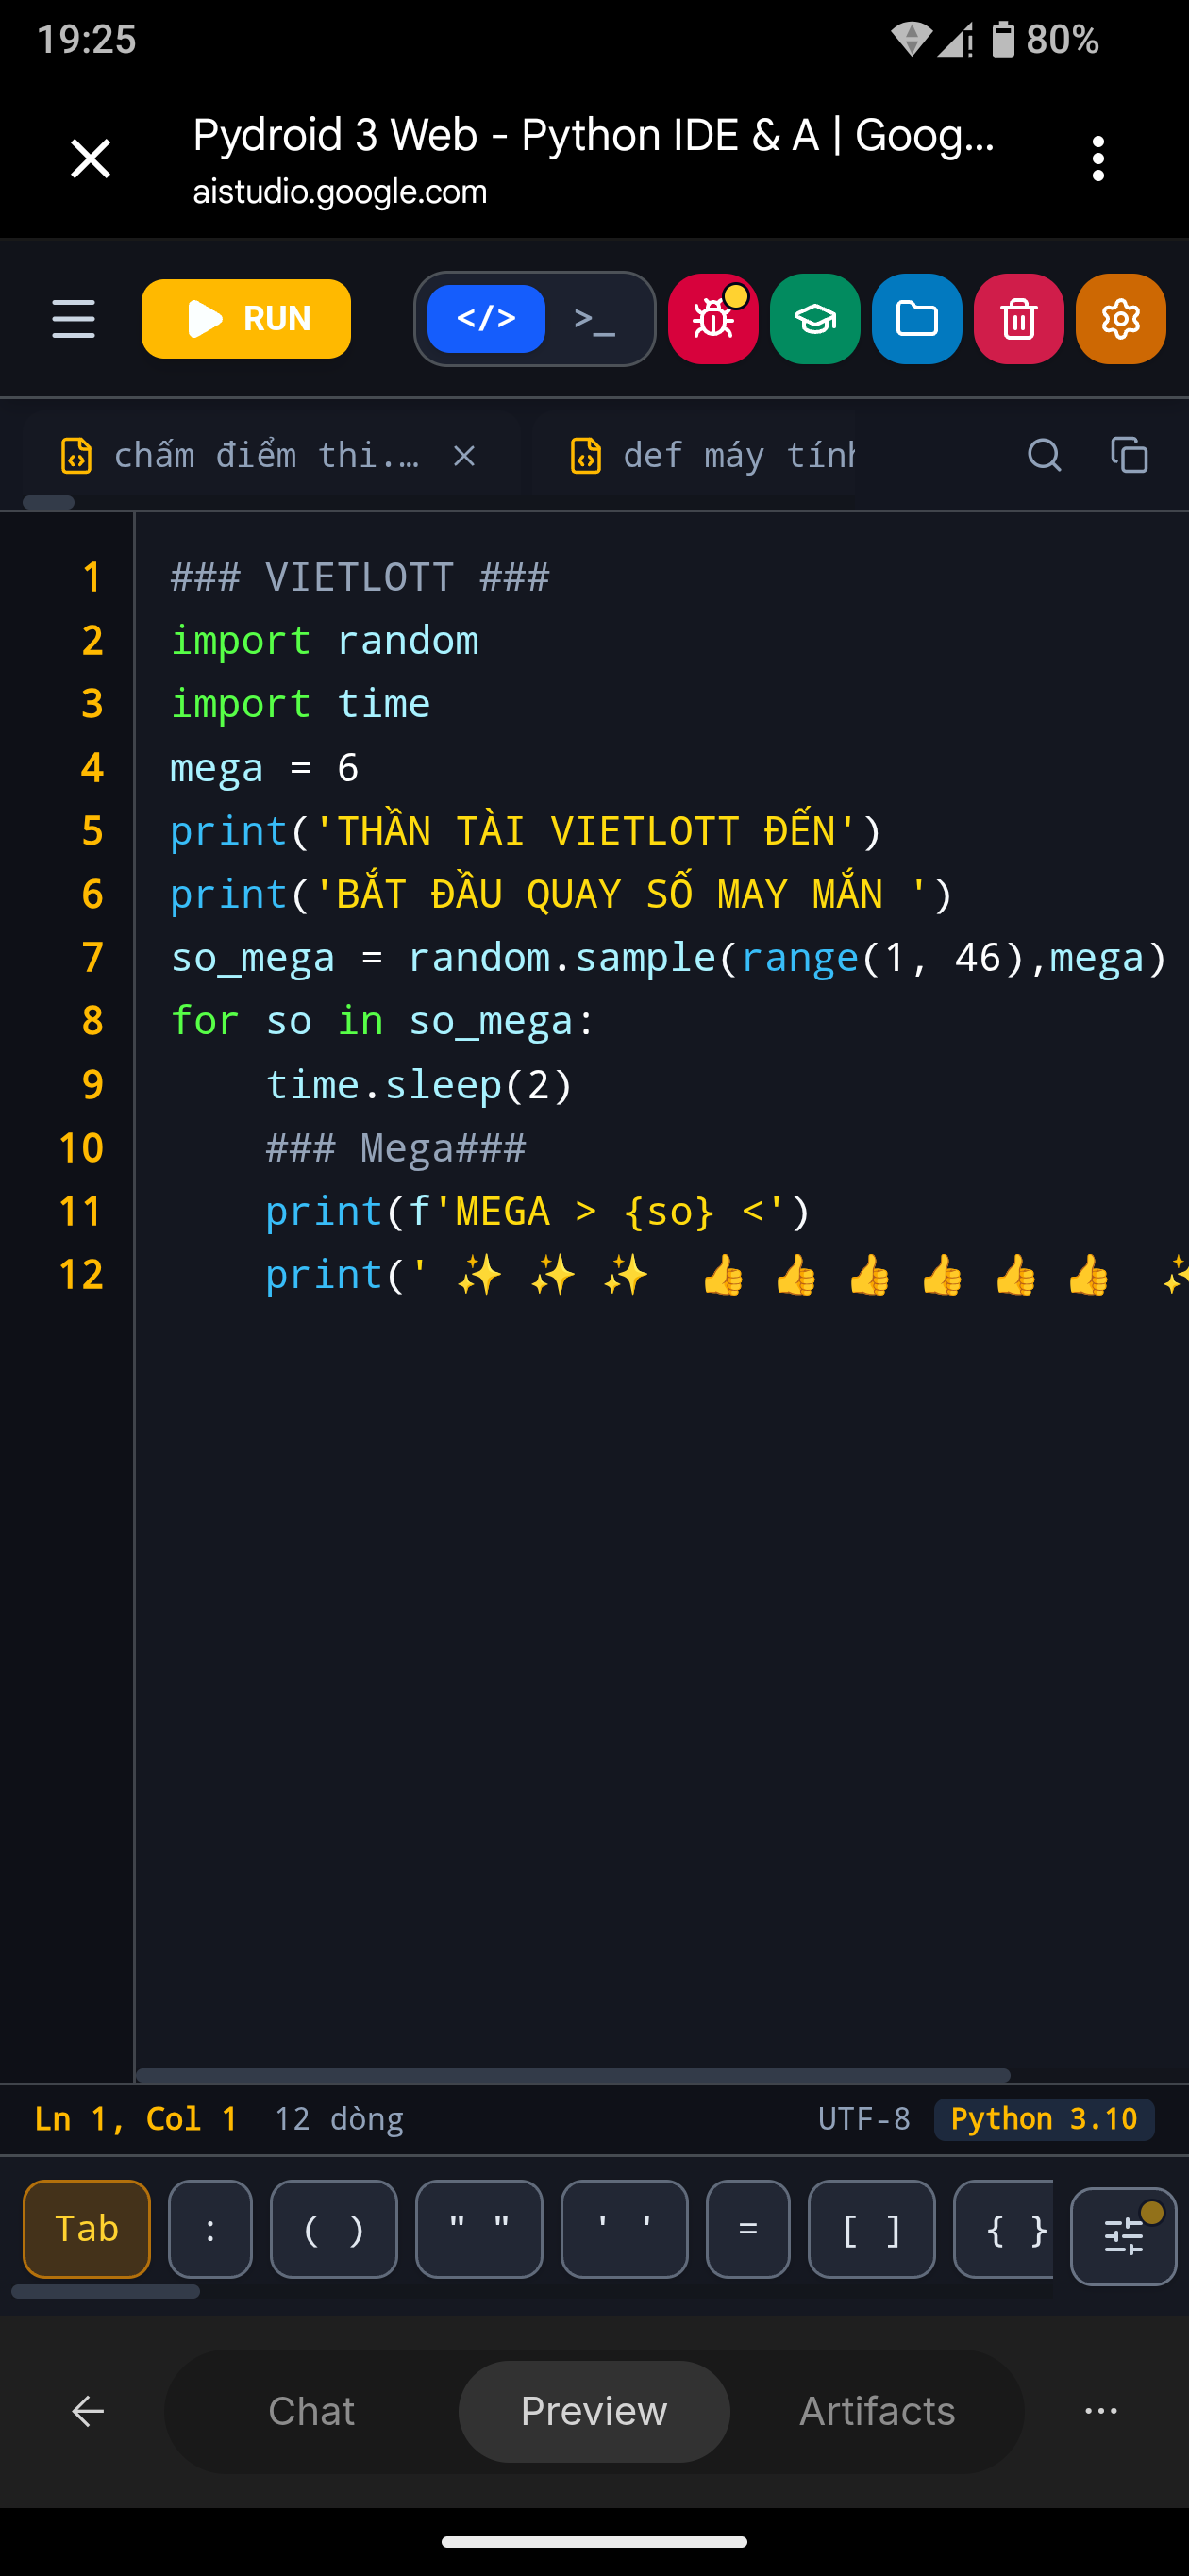 19:25
80%
Pydroid 3 Web - Python IDE & A | Goog...
aistudio.google.com
RUN
</>
>_
chấm điểm thi.…
def máy tính
1 ### VIETLOTT ###
2 import random
3 import time
4 mega = 6
5 print('THẦN TÀI VIETLOTT ĐẾN')
6 print('BẮT ĐẦU QUAY SỐ MAY MẮN ')
7 so_mega = random.sample(range(1, 46),mega)
8 for so in so_mega:
9     time.sleep(2)
10     ### Mega###
11     print(f'MEGA > {so} <')
12     print(' ✨ ✨ ✨  👍 👍 👍 👍 👍 👍  ✨
Ln 1, Col 1 12 dòng UTF-8 Python 3.10
Tab : ( ) " " ' ' = [ ] { }
Chat Preview Artifacts